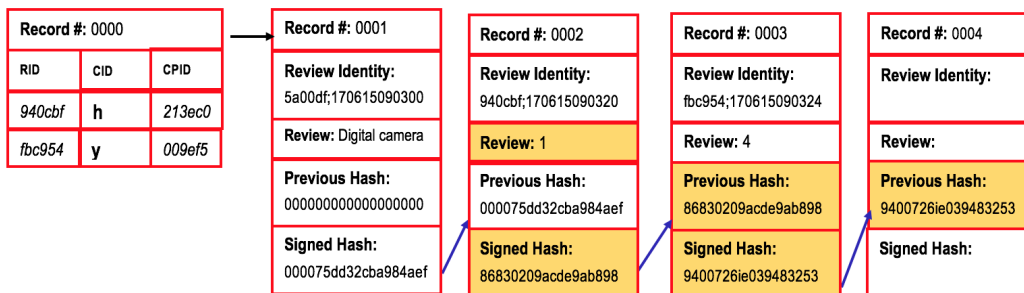 Record #: 0000
RID CID CPID
940cbf h 213ec0
fbc954 y 009ef5
Record #: 0001
Review Identity:
5a00df;170615090300
Review: Digital camera
Previous Hash:
000000000000000000
Signed Hash:
000075dd32cba984aef
Record #: 0002
Review Identity:
940cbf;170615090320
Review: 1
Previous Hash:
000075dd32cba984aef
Signed Hash:
86830209acde9ab898
Record #: 0003
Review Identity:
fbc954;170615090324
Review: 4
Previous Hash:
86830209acde9ab898
Signed Hash:
9400726ie039483253
Record #: 0004
Review Identity:
Review:
Previous Hash:
9400726ie039483253
Signed Hash: